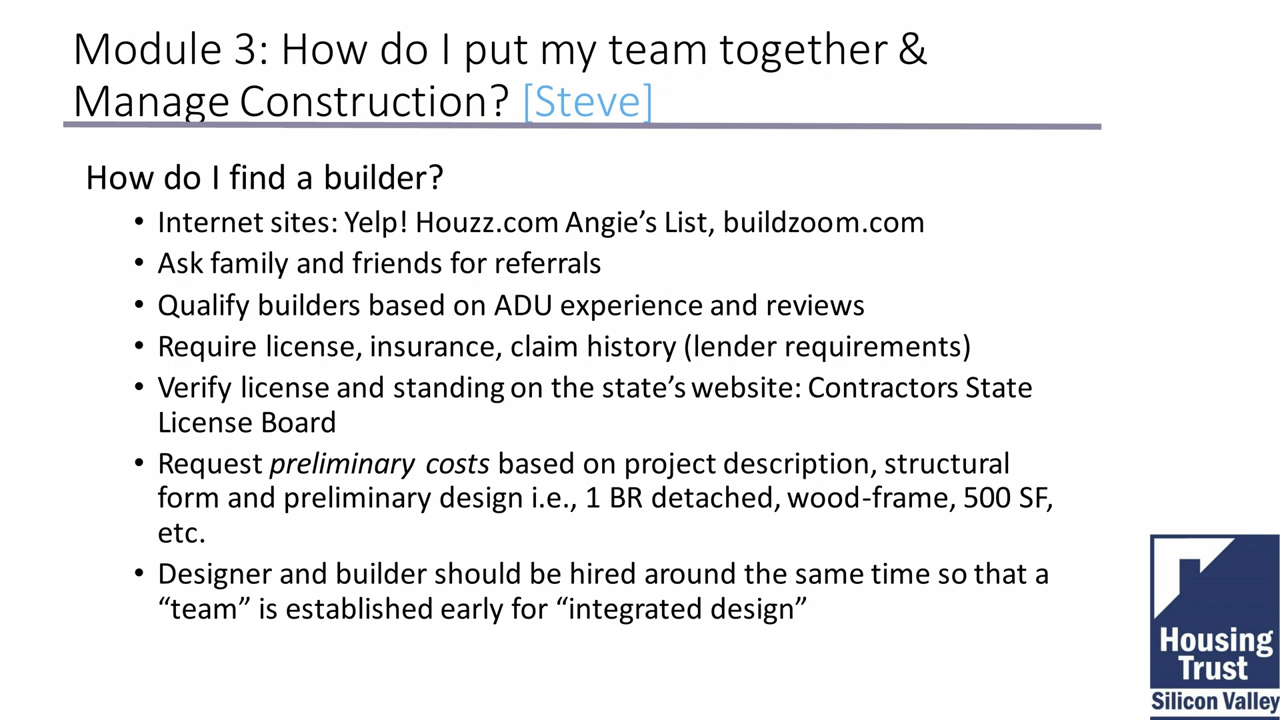 Module 3: How do I put my team together &
Manage Construction? [Steve]
How do I find a builder?
• Internet sites: Yelp! Houzz.com Angie’s List, buildzoom.com
• Ask family and friends for referrals
• Qualify builders based on ADU experience and reviews
• Require license, insurance, claim history (lender requirements)
• Verify license and standing on the state’s website: Contractors State
License Board
• Request preliminary costs based on project description, structural
form and preliminary design i.e., 1 BR detached, wood-frame, 500 SF,
etc.
• Designer and builder should be hired around the same time so that a
“team” is established early for “integrated design”
Housing
Trust
Silicon Valley